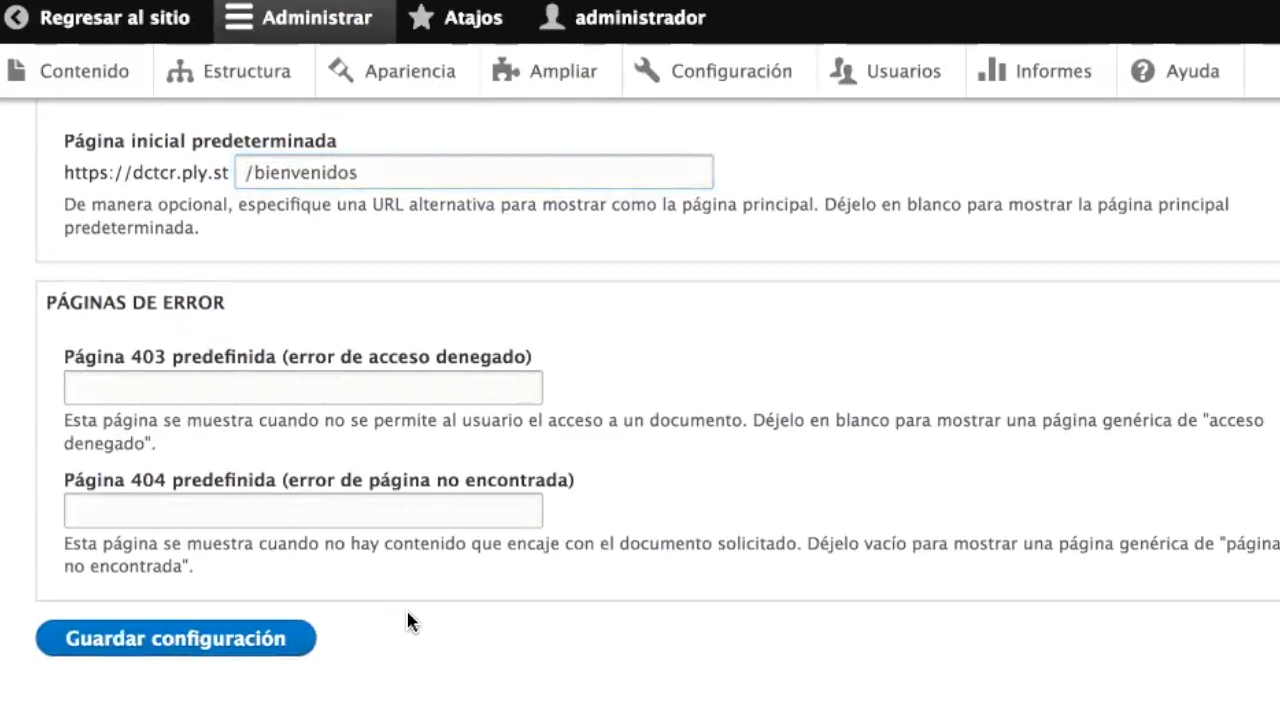 Regresar al sitio Administrar Atajos administrador
Contenido Estructura Apariencia Ampliar Configuración Usuarios Informes Ayuda
Página inicial predeterminada
https://dctcr.ply.st /bienvenidos
De manera opcional, especifique una URL alternativa para mostrar como la página principal. Déjelo en blanco para mostrar la página principal
predeterminada.
PÁGINAS DE ERROR
Página 403 predefinida (error de acceso denegado)
Esta página se muestra cuando no se permite al usuario el acceso a un documento. Déjelo en blanco para mostrar una página genérica de "acceso
denegado".
Página 404 predefinida (error de página no encontrada)
Esta página se muestra cuando no hay contenido que encaje con el documento solicitado. Déjelo vacío para mostrar una página genérica de "página
no encontrada".
Guardar configuración